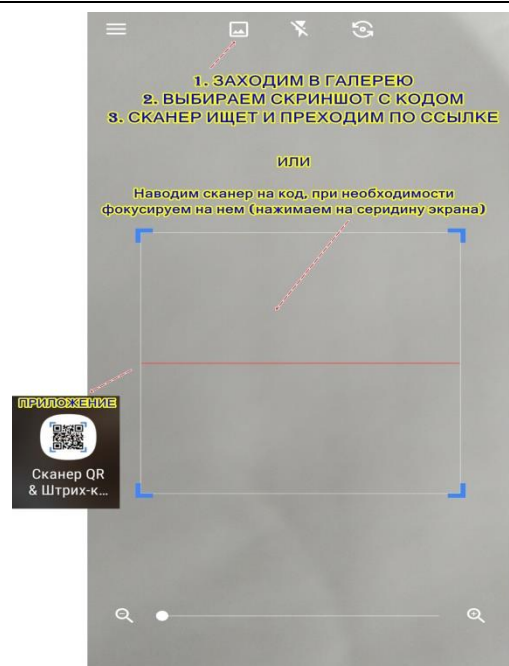 1. ЗАХОДИМ В ГАЛЕРЕЮ
2. ВЫБИРАЕМ СКРИНШОТ С КОДОМ
3. СКАНЕР ИЩЕТ И ПРЕХОДИМ ПО ССЫЛКЕ
ИЛИ
Наводим сканер на код, при необходимости
фокусируем на нем (нажимаем на серидину экрана)
ПРИЛОЖЕНИЕ
Сканер QR
& Штрих-к...